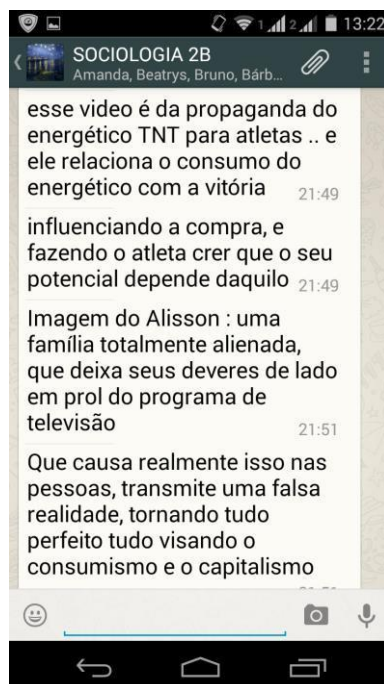 1 2 13:22
SOCIOLOGIA 2B
Amanda, Beatrys, Bruno, Bárb...
esse video é da propaganda do
energético TNT para atletas .. e
ele relaciona o consumo do
energético com a vitória 21:49
influenciando a compra, e
fazendo o atleta crer que o seu
potencial depende daquilo 21:49
Imagem do Alisson : uma
família totalmente alienada,
que deixa seus deveres de lado
em prol do programa de
televisão 21:51
Que causa realmente isso nas
pessoas, transmite uma falsa
realidade, tornando tudo
perfeito tudo visando o
consumismo e o capitalismo